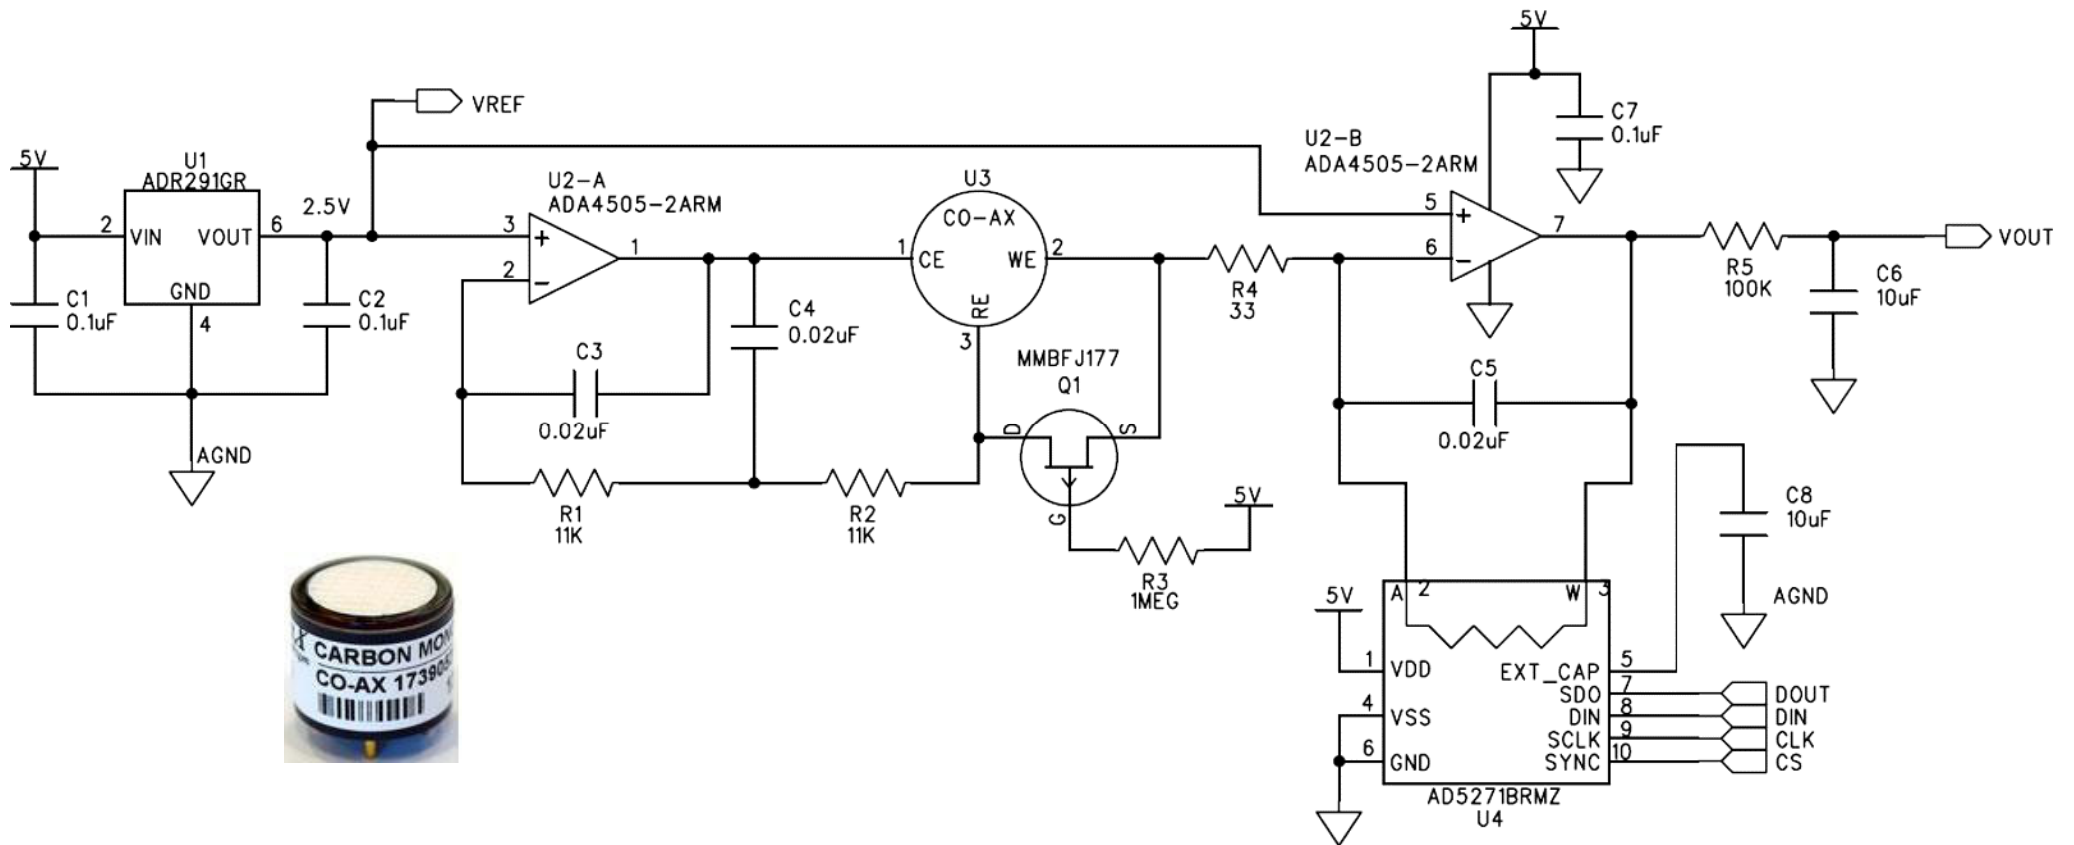 5V
U1
ADR291GR
2
VIN
VOUT
6
GND
4
2.5V
C1
0.1uF
C2
0.1uF
AGND
VREF
U2-A
ADA4505-2ARM
3
+
2
-
1
C3
0.02uF
C4
0.02uF
R1
11K
R2
11K
U3
CO-AX
1
CE
WE
2
RE
3
MMBFJ177
Q1
D
S
G
R3
1MEG
5V
R4
33
U2-B
ADA4505-2ARM
5
+
6
-
7
5V
C7
0.1uF
R5
100K
C6
10uF
VOUT
C5
0.02uF
C8
10uF
AGND
5V
A
2
W
3
1
VDD
4
VSS
6
GND
EXT_CAP
5
SDO
7
DOUT
DIN
8
DIN
SCLK
9
CLK
SYNC
10
CS
AD5271BRMZ
U4
CARBON MON
CO-AX